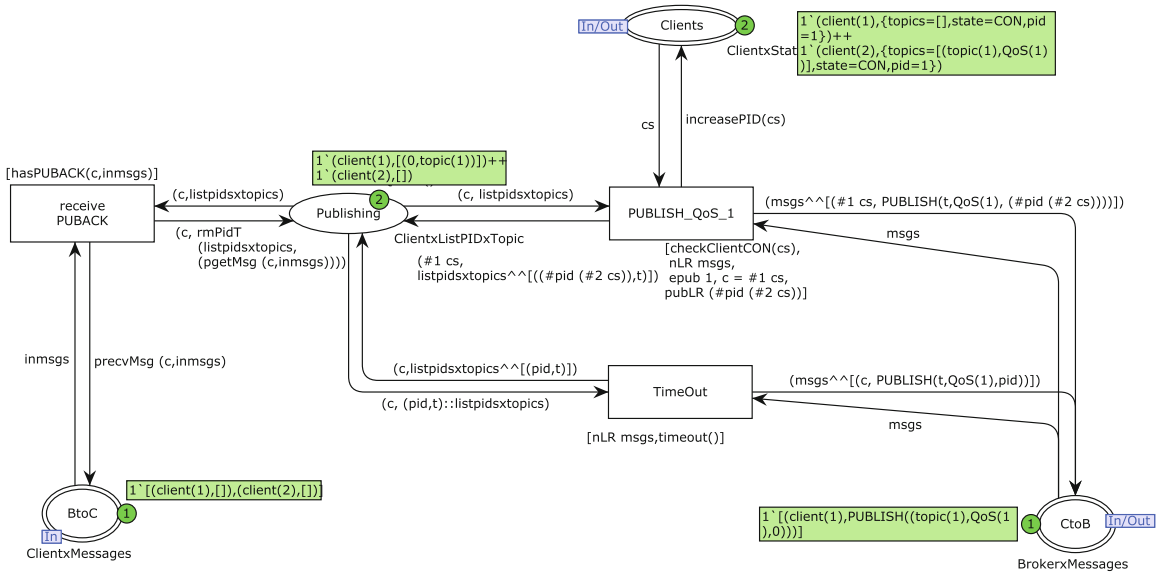 In/Out
Clients
2
ClientxStat
1`(client(1),{topics=[],state=CON,pid
=1})++
1`(client(2),{topics=[(topic(1),QoS(1)
)],state=CON,pid=1})
cs
increasePID(cs)
[hasPUBACK(c,inmsgs)]
receive
PUBACK
1`(client(1),[(0,topic(1))])++
1`(client(2),[])
(c,listpidsxtopics)
2
Publishing
(c, listpidsxtopics)
PUBLISH_QoS_1
(msgs^^[(#1 cs, PUBLISH(t,QoS(1), (#pid (#2 cs))))])
msgs
(c, rmPidT
(listpidsxtopics,
(pgetMsg (c,inmsgs))))
ClientxListPIDxTopic
(#1 cs,
listpidsxtopics^^[((#pid (#2 cs)),t)])
[checkClientCON(cs),
nLR msgs,
epub 1, c = #1 cs,
pubLR (#pid (#2 cs))]
inmsgs
precvMsg (c,inmsgs)
(c,listpidsxtopics^^[(pid,t)])
(c, (pid,t)::listpidsxtopics)
TimeOut
(msgs^^[(c, PUBLISH(t,QoS(1),pid))])
msgs
[nLR msgs,timeout()]
1`[(client(1),[]),(client(2),[])]
BtoC
1
In
ClientxMessages
1`[(client(1),PUBLISH((topic(1),QoS(1
),0)))]
1
CtoB
In/Out
BrokerxMessages